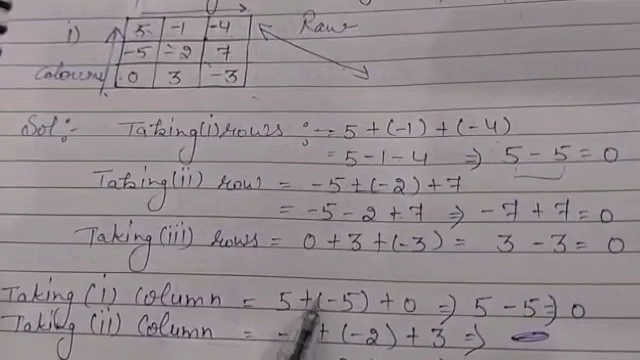 i) 5 -1 -4 Raw
-5 -2 7
Coloum 0 3 -3
Sol:- Taking (i) rows :- = 5 + (-1) + (-4)
= 5 - 1 - 4 ⇒ 5 - 5 = 0
Taking (ii) row = -5 + (-2) + 7
= -5 - 2 + 7 ⇒ -7 + 7 = 0
Taking (iii) rows = 0 + 3 + (-3) = 3 - 3 = 0
Taking (i) Column = 5 + (-5) + 0 ⇒ 5 - 5 ⇒ 0
Taking (ii) Column = + (-2) + 3 ⇒